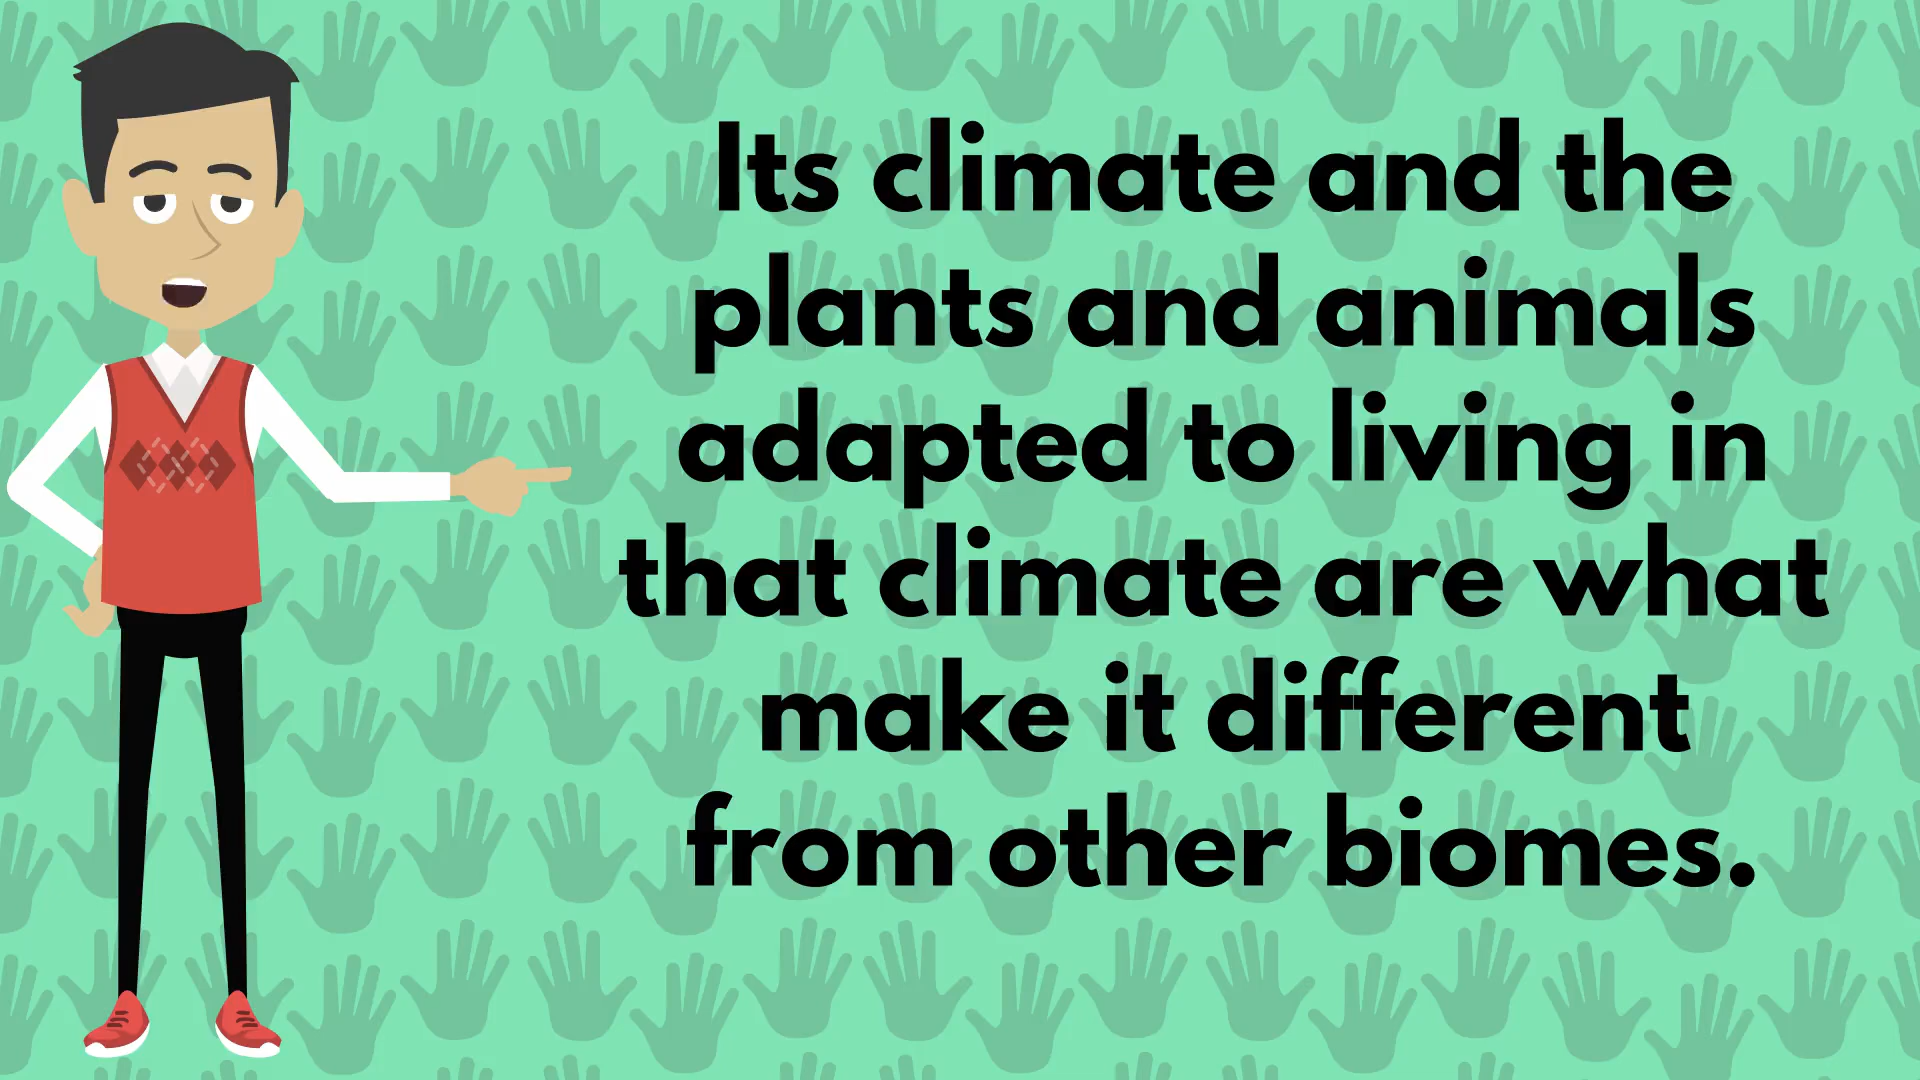 Its climate and the
plants and animals
adapted to living in
that climate are what
make it different
from other biomes.